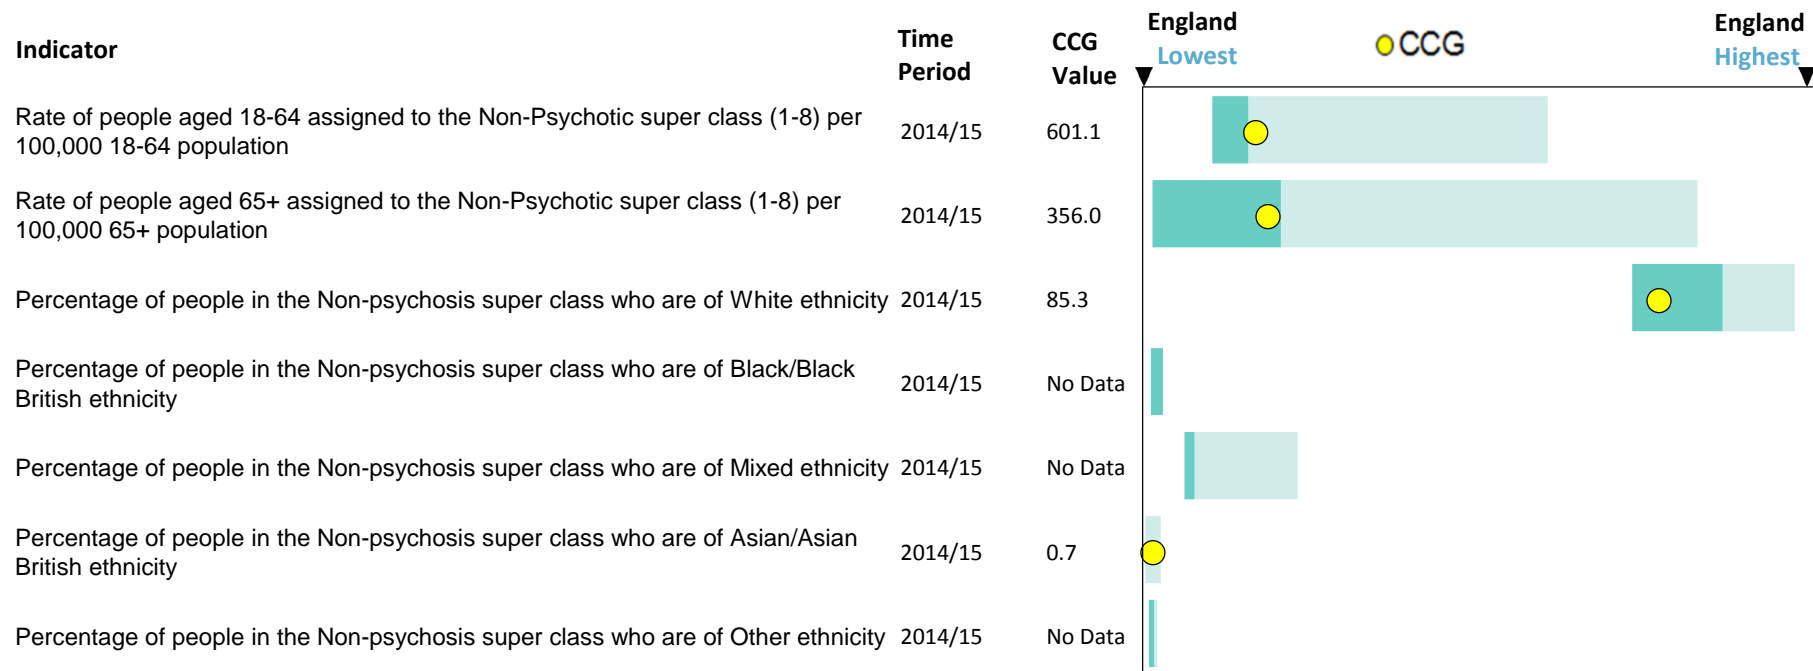 Indicator
Time Period
CCG Value
England Lowest
CCG
England Highest
Rate of people aged 18-64 assigned to the Non-Psychotic super class (1-8) per
100,000 18-64 population
2014/15
601.1
Rate of people aged 65+ assigned to the Non-Psychotic super class (1-8) per
100,000 65+ population
2014/15
356.0
Percentage of people in the Non-psychosis super class who are of White ethnicity
2014/15
85.3
Percentage of people in the Non-psychosis super class who are of Black/Black
British ethnicity
2014/15
No Data
Percentage of people in the Non-psychosis super class who are of Mixed ethnicity
2014/15
No Data
Percentage of people in the Non-psychosis super class who are of Asian/Asian
British ethnicity
2014/15
0.7
Percentage of people in the Non-psychosis super class who are of Other ethnicity
2014/15
No Data